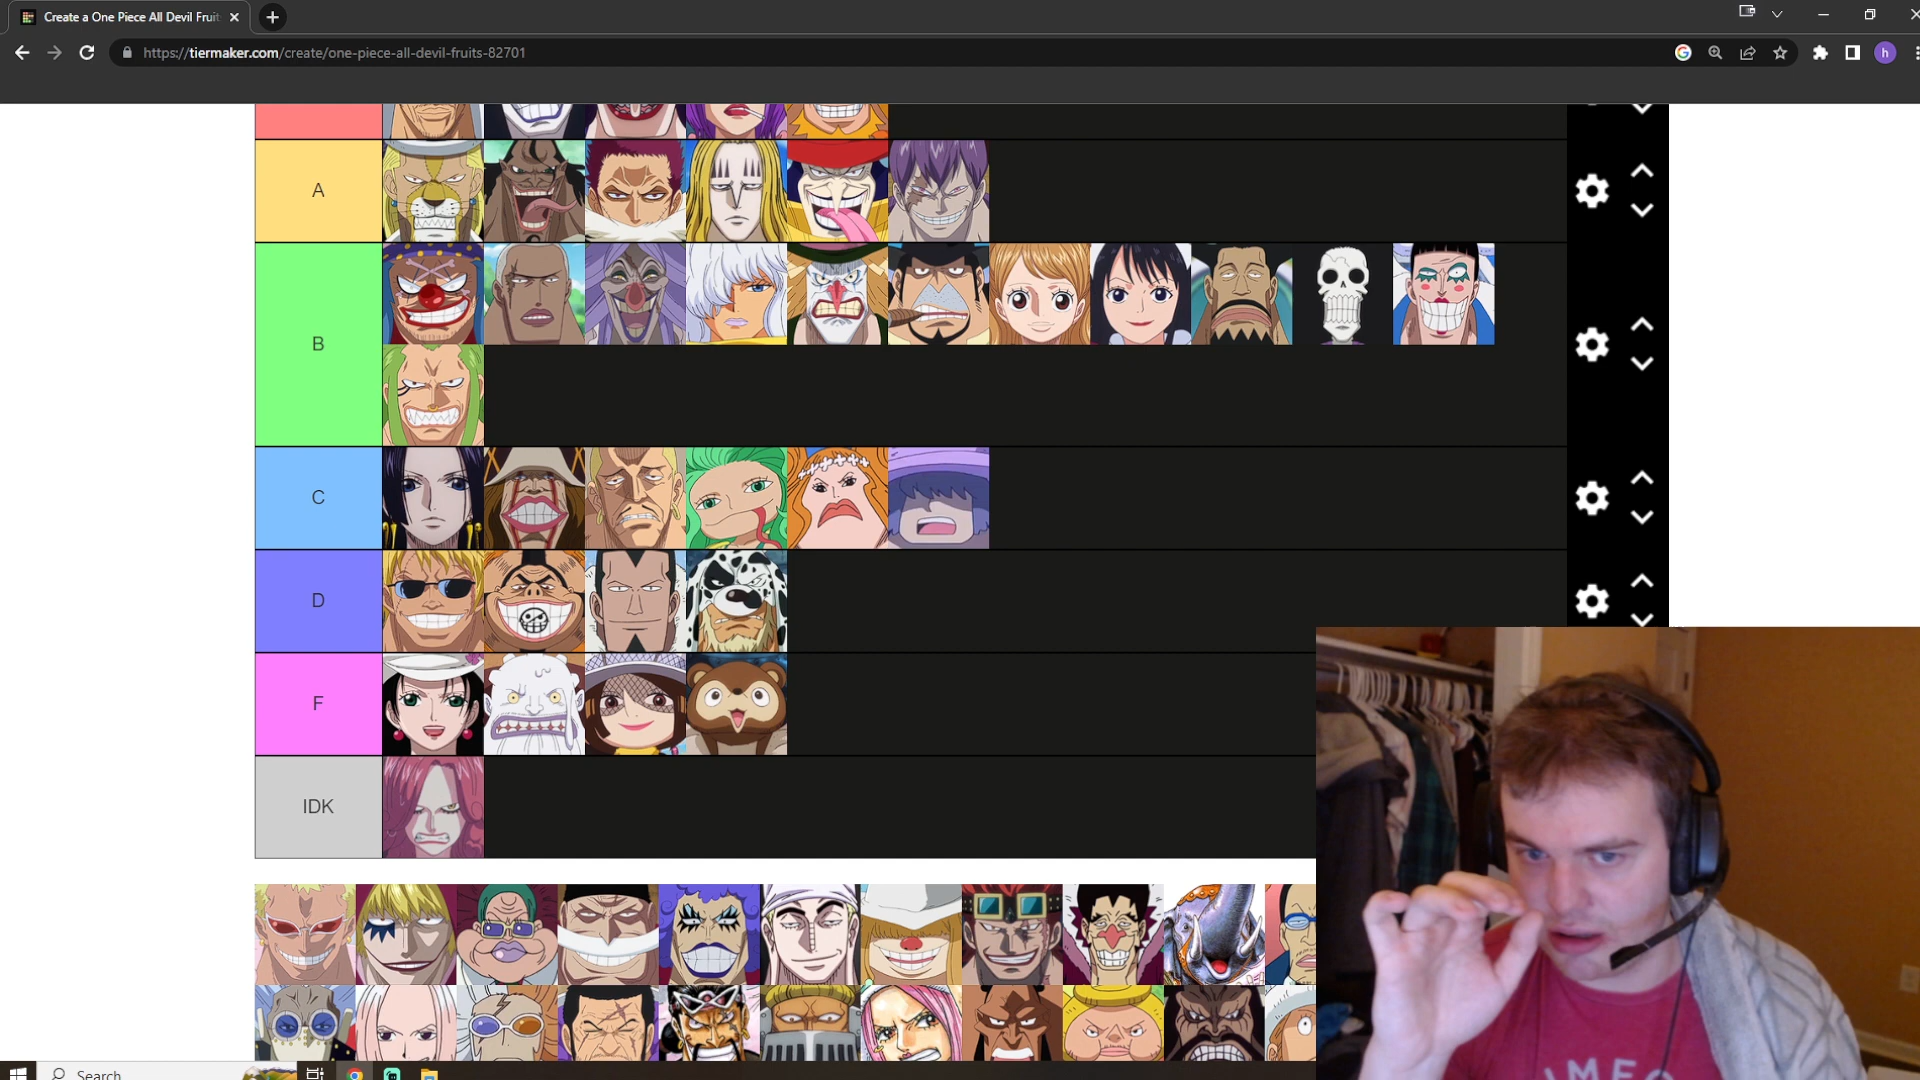 Create a One Piece All Devil Fruit
https://tiermaker.com/create/one-piece-all-devil-fruits-82701
h
A
B
C
D
F
IDK
Search